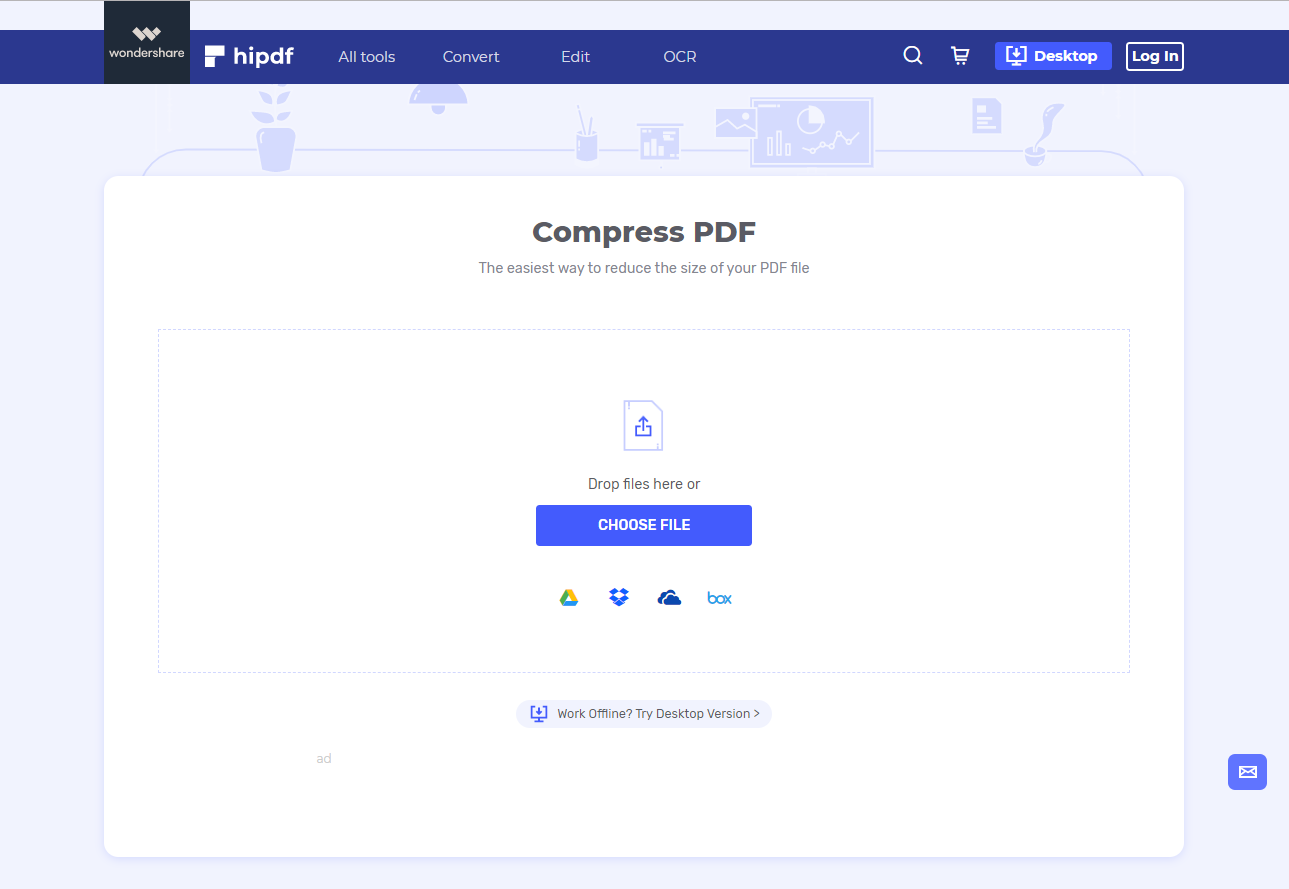 wondershare
hipdf
All tools
Convert
Edit
OCR
Desktop
Log In
Compress PDF
The easiest way to reduce the size of your PDF file
Drop files here or
CHOOSE FILE
box
Work Offline? Try Desktop Version >
ad